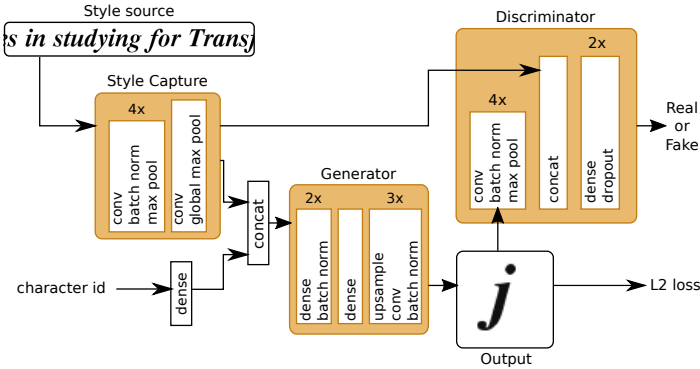 Style source
s in studying for Trans
Style Capture
4x
conv
batch norm
max pool
conv
global max pool
character id
dense
concat
Generator
2x
dense
batch norm
dense
3x
upsample
conv
batch norm
Discriminator
4x
conv
batch norm
max pool
concat
2x
dense
dropout
Real
or
Fake
j
Output
L2 loss